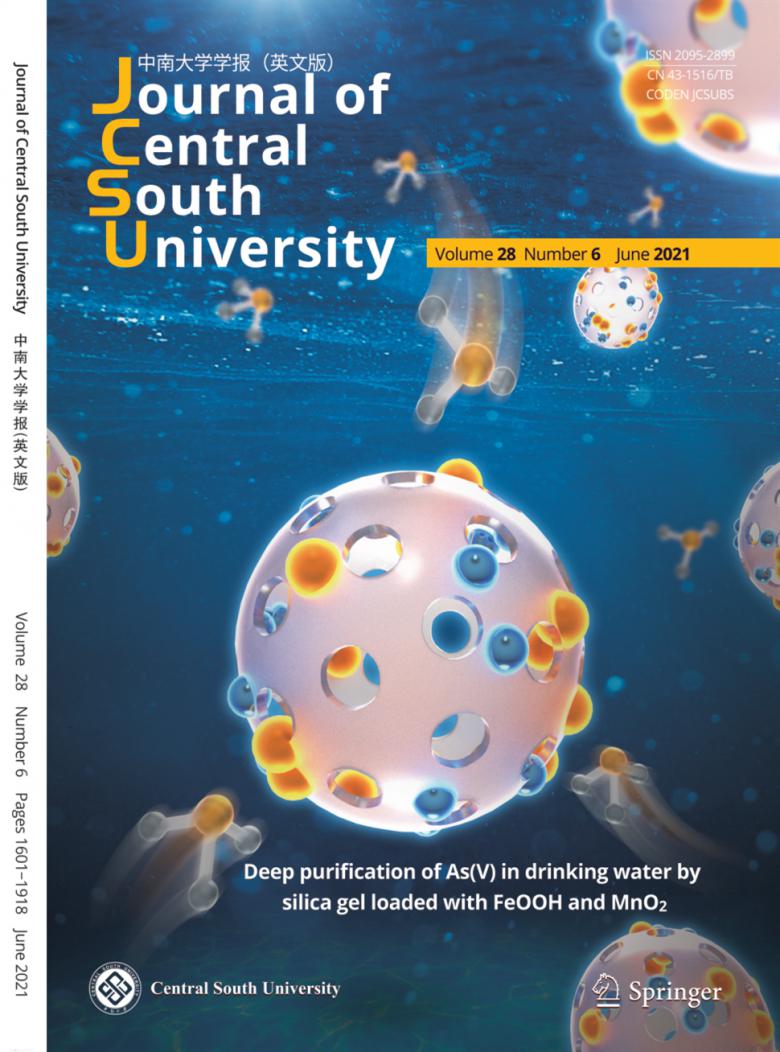 Journal of Central South University 中南大学学报(英文版) Volume 28 Number 6 Pages 1601–1918 June 2021
中南大学学报（英文版）
Journal of
Central
South
University
ISSN 2095-2899
CN 43-1516/TB
CODEN JCSUBS
Volume 28 Number 6 June 2021
Deep purification of As(V) in drinking water by
silica gel loaded with FeOOH and MnO₂
CENTRAL SOUTH UNIVERSITY
Central South University
Springer